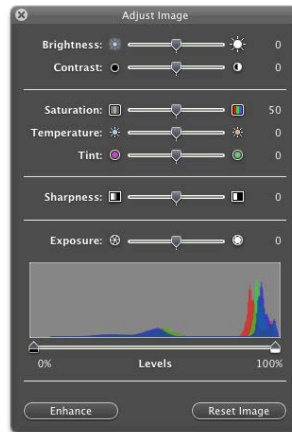 Adjust Image
Brightness: 0
Contrast: 0
Saturation: 50
Temperature: 0
Tint: 0
Sharpness: 0
Exposure: 0
0% Levels 100%
Enhance Reset Image